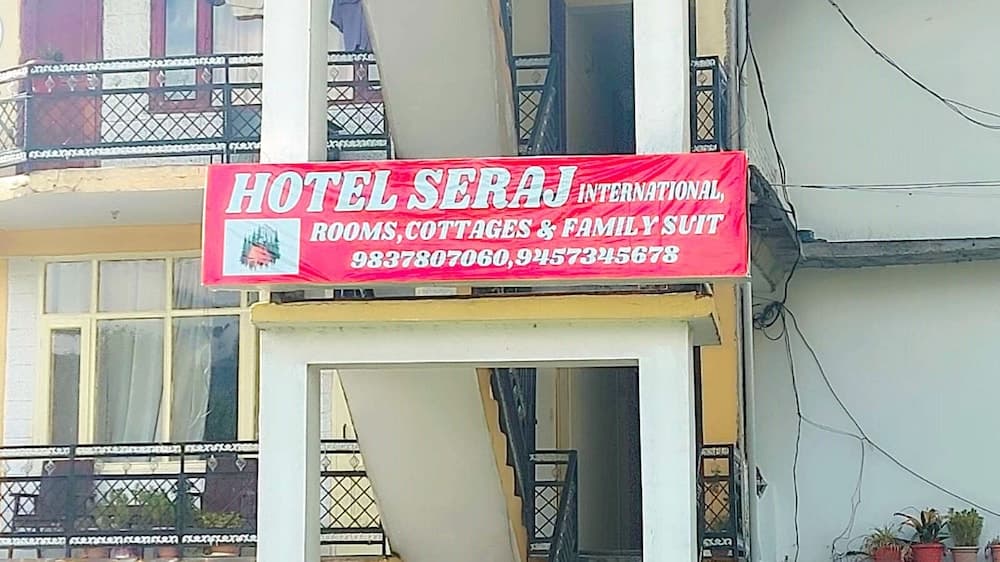 HOTEL SERAJ INTERNATIONAL,
ROOMS, COTTAGES & FAMILY SUIT
9837807060, 9457345678